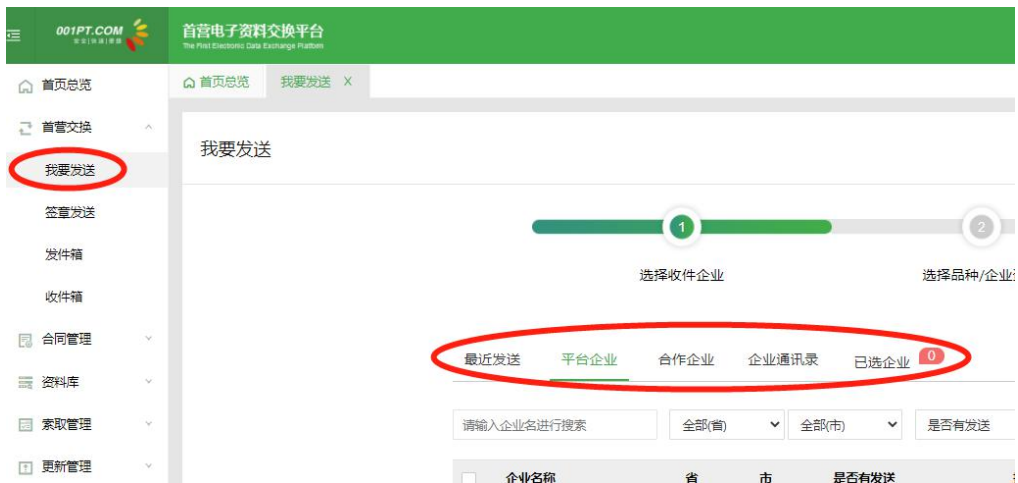 001PT.COM
首营电子资料交换平台
The First Electronic Data Exchange Platform
首页总览
首页总览
我要发送 X
首营交换
我要发送
我要发送
签章发送
发件箱
收件箱
合同管理
资料库
索取管理
更新管理
1
2
选择收件企业
选择品种/企业
最近发送
平台企业
合作企业
企业通讯录
已选企业 0
请输入企业名进行搜索
全部(省)
全部(市)
是否有发送
企业名称
省
市
是否有发送